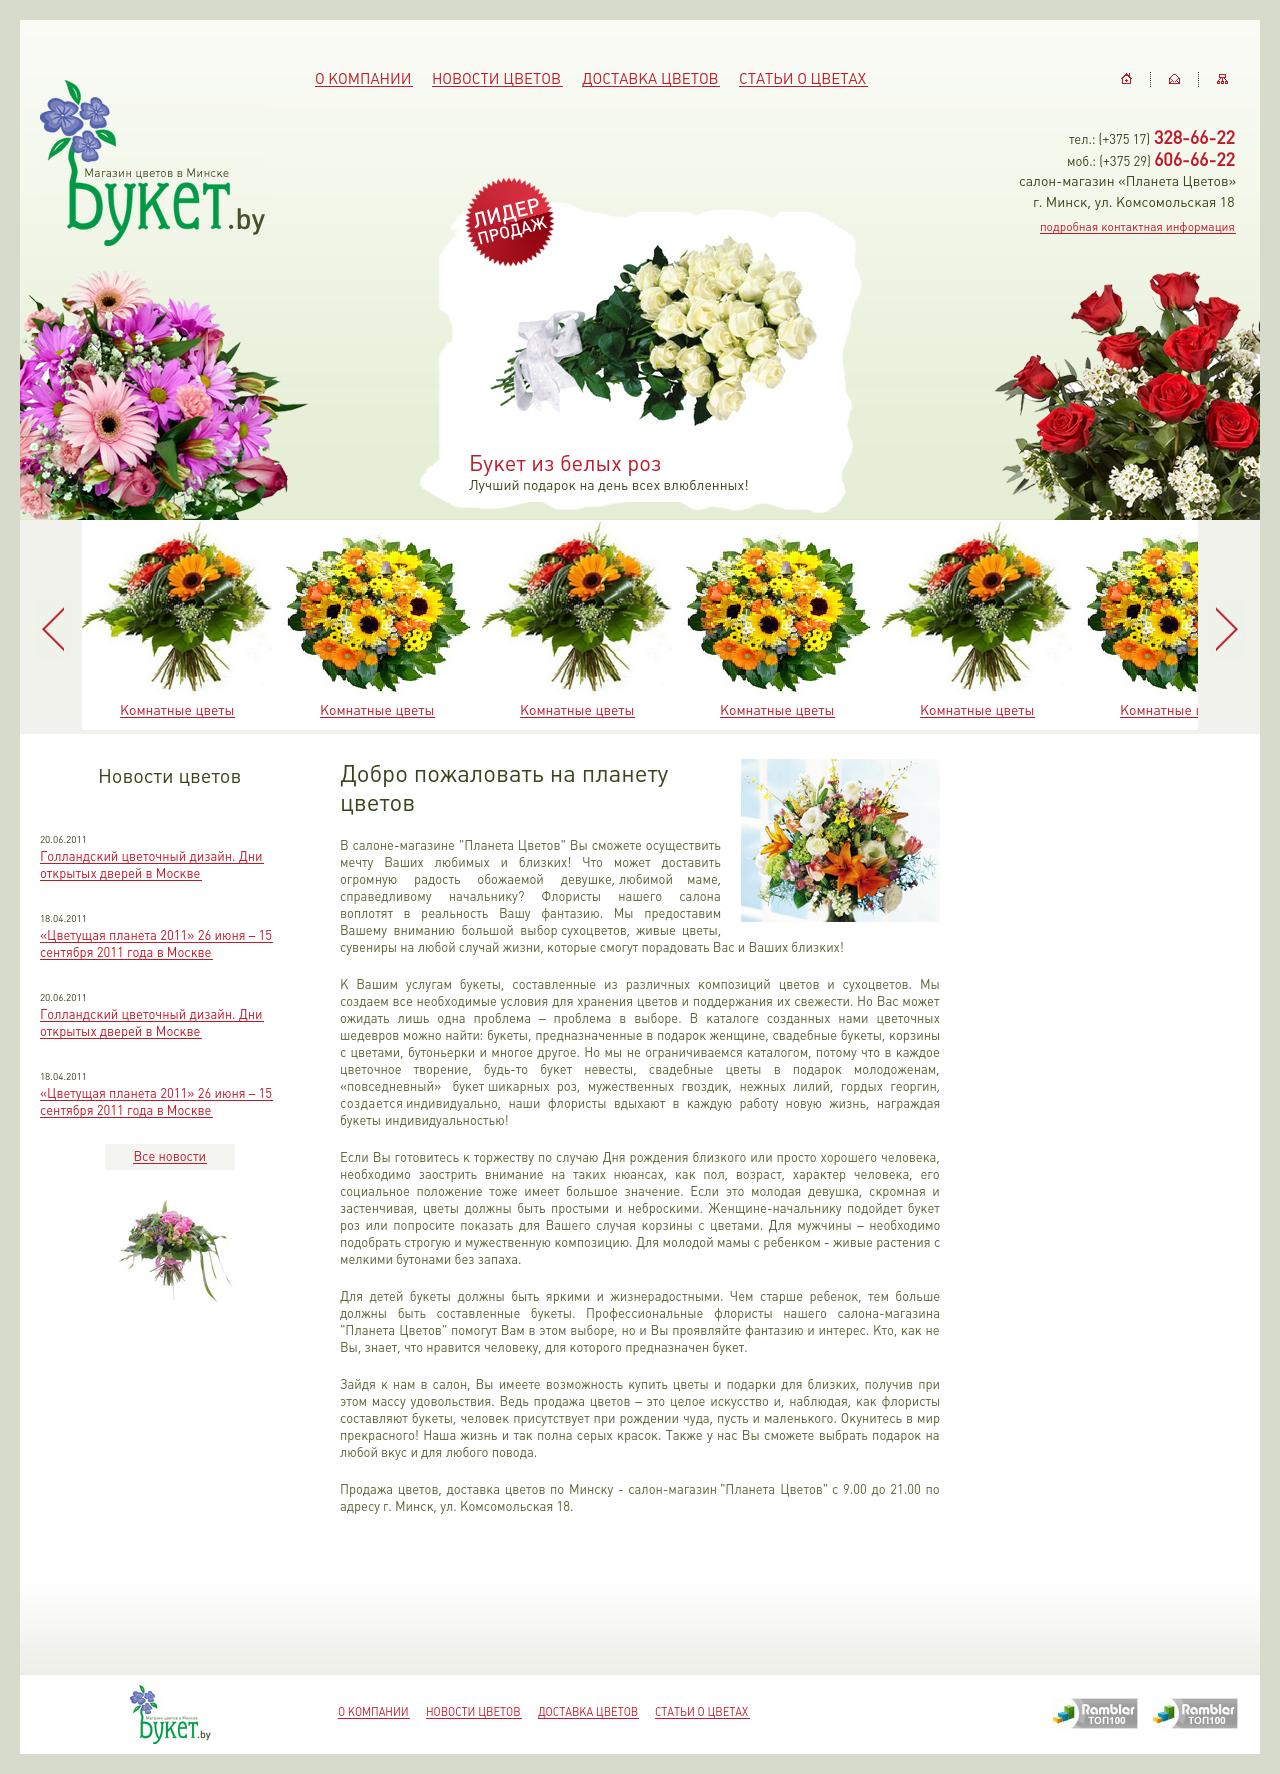 О КОМПАНИИ НОВОСТИ ЦВЕТОВ ДОСТАВКА ЦВЕТОВ СТАТЬИ О ЦВЕТАХ
Магазин цветов в Минске
Букет.by
тел.: (+375 17) 328-66-22
моб.: (+375 29) 606-66-22
салон-магазин «Планета Цветов»
г. Минск, ул. Комсомольская 18
подробная контактная информация
ЛИДЕР
ПРОДАЖ
Букет из белых роз
Лучший подарок на день всех влюбленных!
Комнатные цветы Комнатные цветы Комнатные цветы Комнатные цветы Комнатные цветы Комнатные
Новости цветов
20.06.2011
Голландский цветочный дизайн. Дни
открытых дверей в Москве
18.04.2011
«Цветущая планета 2011» 26 июня – 15
сентября 2011 года в Москве
20.06.2011
Голландский цветочный дизайн. Дни
открытых дверей в Москве
18.04.2011
«Цветущая планета 2011» 26 июня – 15
сентября 2011 года в Москве
Все новости
Добро пожаловать на планету
цветов
В салоне-магазине "Планета Цветов" Вы сможете осуществить
мечту Ваших любимых и близких! Что может доставить
огромную радость обожаемой девушке, любимой маме,
справедливому начальнику? Флористы нашего салона
воплотят в реальность Вашу фантазию. Мы предоставим
Вашему вниманию большой выбор сухоцветов, живые цветы,
сувениры на любой случай жизни, которые смогут порадовать Вас и Ваших близких!
К Вашим услугам букеты, составленные из различных композиций цветов и сухоцветов. Мы
создаем все необходимые условия для хранения цветов и поддержания их свежести. Но Вас может
ожидать лишь одна проблема – проблема в выборе. В каталоге созданных нами цветочных
шедевров можно найти: букеты, предназначенные в подарок женщине, свадебные букеты, корзины
с цветами, бутоньерки и многое другое. Но мы не ограничиваемся каталогом, потому что в каждое
цветочное творение, будь-то букет невесты, свадебные цветы в подарок молодоженам,
«повседневный» букет шикарных роз, мужественных гвоздик, нежных лилий, гордых георгин,
создается индивидуально, наши флористы вдыхают в каждую работу новую жизнь, награждая
букеты индивидуальностью!
Если Вы готовитесь к торжеству по случаю Дня рождения близкого или просто хорошего человека,
необходимо заострить внимание на таких нюансах, как пол, возраст, характер человека, его
социальное положение тоже имеет большое значение. Если это молодая девушка, скромная и
застенчивая, цветы должны быть простыми и неброскими. Женщине-начальнику подойдет букет
роз или попросите показать для Вашего случая корзины с цветами. Для мужчины – необходимо
подобрать строгую и мужественную композицию. Для молодой мамы с ребенком - живые растения с
мелкими бутонами без запаха.
Для детей букеты должны быть яркими и жизнерадостными. Чем старше ребенок, тем больше
должны быть составленные букеты. Профессиональные флористы нашего салона-магазина
"Планета Цветов" помогут Вам в этом выборе, но и Вы проявляйте фантазию и интерес. Кто, как не
Вы, знает, что нравится человеку, для которого предназначен букет.
Зайдя к нам в салон, Вы имеете возможность купить цветы и подарки для близких, получив при
этом массу удовольствия. Ведь продажа цветов – это целое искусство и, наблюдая, как флористы
составляют букеты, человек присутствует при рождении чуда, пусть и маленького. Окунитесь в мир
прекрасного! Наша жизнь и так полна серых красок. Также у нас Вы сможете выбрать подарок на
любой вкус и для любого повода.
Продажа цветов, доставка цветов по Минску - салон-магазин "Планета Цветов" с 9.00 до 21.00 по
адресу г. Минск, ул. Комсомольская 18.
Магазин цветов в Минске
Букет.by
О КОМПАНИИ НОВОСТИ ЦВЕТОВ ДОСТАВКА ЦВЕТОВ СТАТЬИ О ЦВЕТАХ
Rambler ТОП100 Rambler ТОП100